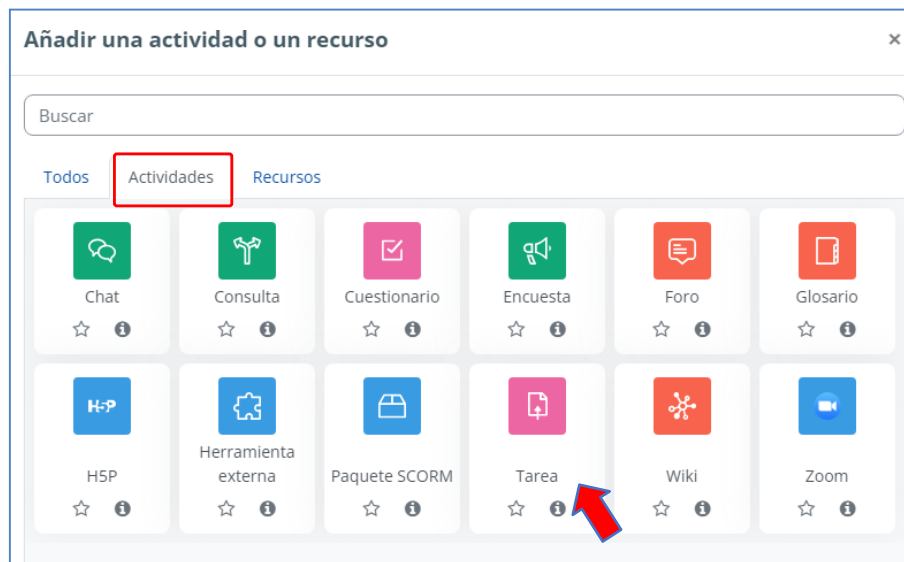 Añadir una actividad o un recurso
×
Buscar
Todos Actividades Recursos
Chat Consulta Cuestionario Encuesta Foro Glosario
H-P
Herramienta
H5P externa Paquete SCORM Tarea Wiki Zoom